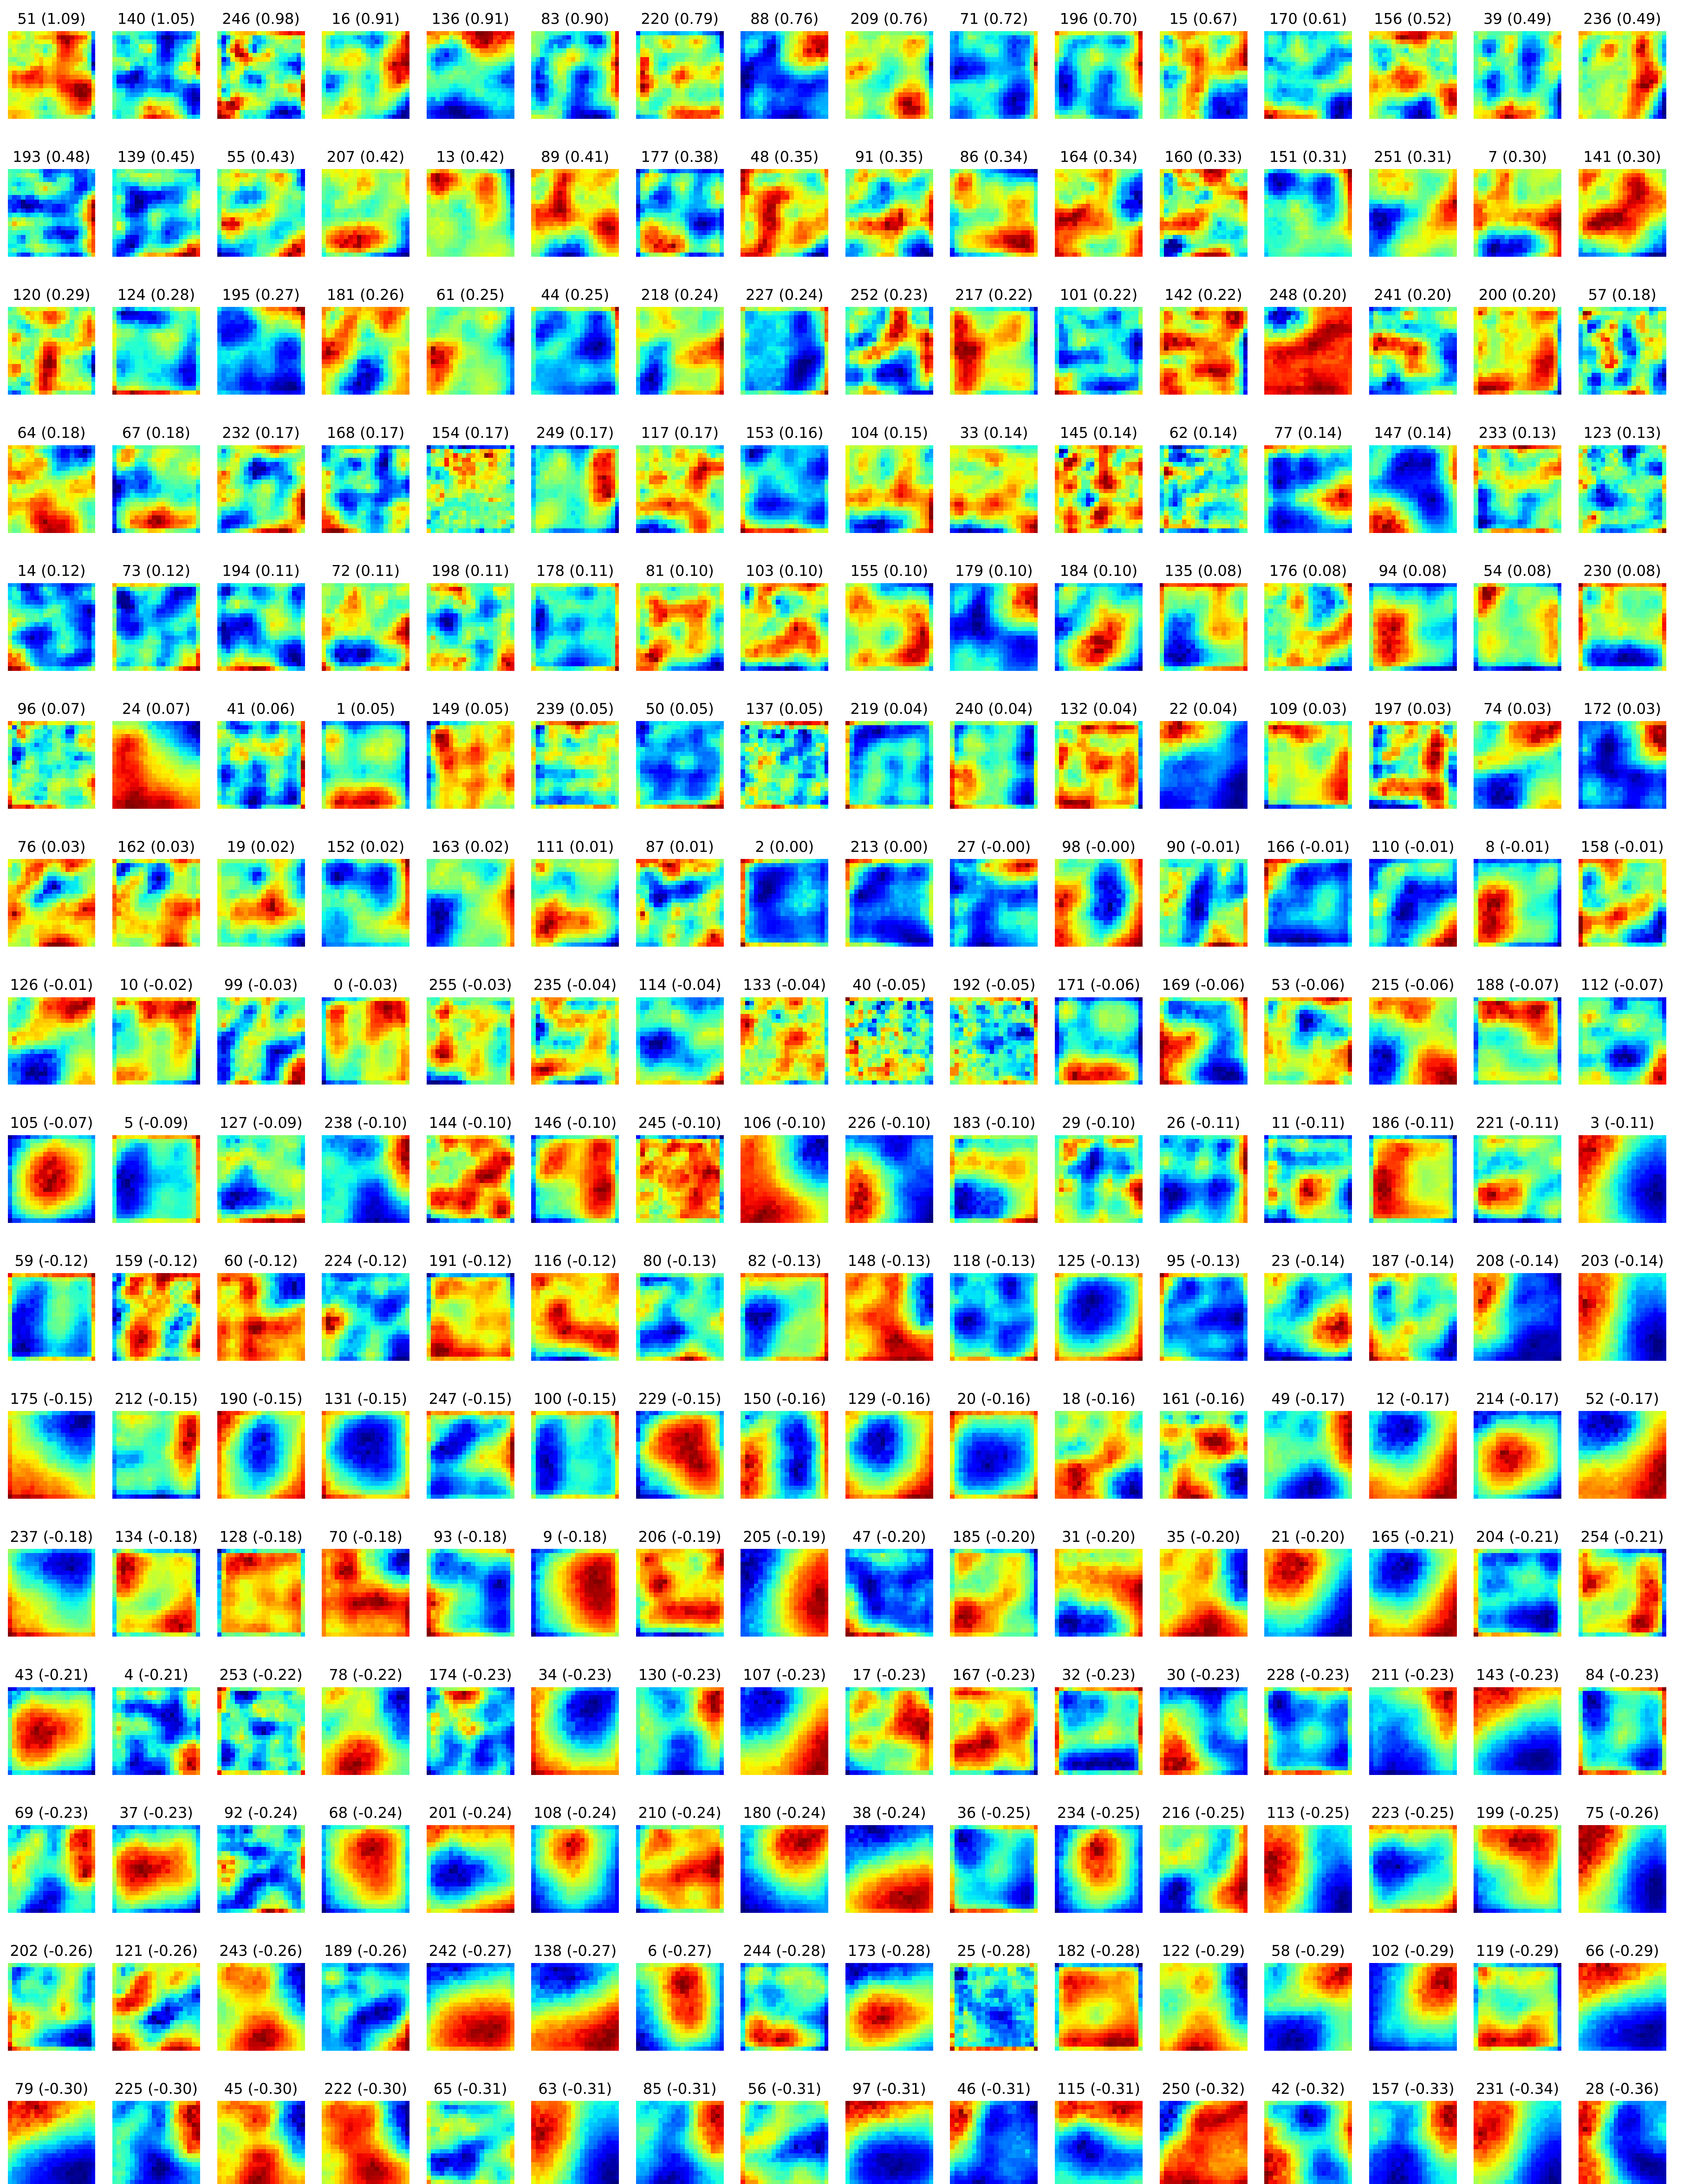 51 (1.09) 140 (1.05) 246 (0.98) 16 (0.91) 136 (0.91) 83 (0.90) 220 (0.79) 88 (0.76) 209 (0.76) 71 (0.72) 196 (0.70) 15 (0.67) 170 (0.61) 156 (0.52) 39 (0.49) 236 (0.49)
193 (0.48) 139 (0.45) 55 (0.43) 207 (0.42) 13 (0.42) 89 (0.41) 177 (0.38) 48 (0.35) 91 (0.35) 86 (0.34) 164 (0.34) 160 (0.33) 151 (0.31) 251 (0.31) 7 (0.30) 141 (0.30)
120 (0.29) 124 (0.28) 195 (0.27) 181 (0.26) 61 (0.25) 44 (0.25) 218 (0.24) 227 (0.24) 252 (0.23) 217 (0.22) 101 (0.22) 142 (0.22) 248 (0.20) 241 (0.20) 200 (0.20) 57 (0.18)
64 (0.18) 67 (0.18) 232 (0.17) 168 (0.17) 154 (0.17) 249 (0.17) 117 (0.17) 153 (0.16) 104 (0.15) 33 (0.14) 145 (0.14) 62 (0.14) 77 (0.14) 147 (0.14) 233 (0.13) 123 (0.13)
14 (0.12) 73 (0.12) 194 (0.11) 72 (0.11) 198 (0.11) 178 (0.11) 81 (0.10) 103 (0.10) 155 (0.10) 179 (0.10) 184 (0.10) 135 (0.08) 176 (0.08) 94 (0.08) 54 (0.08) 230 (0.08)
96 (0.07) 24 (0.07) 41 (0.06) 1 (0.05) 149 (0.05) 239 (0.05) 50 (0.05) 137 (0.05) 219 (0.04) 240 (0.04) 132 (0.04) 22 (0.04) 109 (0.03) 197 (0.03) 74 (0.03) 172 (0.03)
76 (0.03) 162 (0.03) 19 (0.02) 152 (0.02) 163 (0.02) 111 (0.01) 87 (0.01) 2 (0.00) 213 (0.00) 27 (-0.00) 98 (-0.00) 90 (-0.01) 166 (-0.01) 110 (-0.01) 8 (-0.01) 158 (-0.01)
126 (-0.01) 10 (-0.02) 99 (-0.03) 0 (-0.03) 255 (-0.03) 235 (-0.04) 114 (-0.04) 133 (-0.04) 40 (-0.05) 192 (-0.05) 171 (-0.06) 169 (-0.06) 53 (-0.06) 215 (-0.06) 188 (-0.07) 112 (-0.07)
105 (-0.07) 5 (-0.09) 127 (-0.09) 238 (-0.10) 144 (-0.10) 146 (-0.10) 245 (-0.10) 106 (-0.10) 226 (-0.10) 183 (-0.10) 29 (-0.10) 26 (-0.11) 11 (-0.11) 186 (-0.11) 221 (-0.11) 3 (-0.11)
59 (-0.12) 159 (-0.12) 60 (-0.12) 224 (-0.12) 191 (-0.12) 116 (-0.12) 80 (-0.13) 82 (-0.13) 148 (-0.13) 118 (-0.13) 125 (-0.13) 95 (-0.13) 23 (-0.14) 187 (-0.14) 208 (-0.14) 203 (-0.14)
175 (-0.15) 212 (-0.15) 190 (-0.15) 131 (-0.15) 247 (-0.15) 100 (-0.15) 229 (-0.15) 150 (-0.16) 129 (-0.16) 20 (-0.16) 18 (-0.16) 161 (-0.16) 49 (-0.17) 12 (-0.17) 214 (-0.17) 52 (-0.17)
237 (-0.18) 134 (-0.18) 128 (-0.18) 70 (-0.18) 93 (-0.18) 9 (-0.18) 206 (-0.19) 205 (-0.19) 47 (-0.20) 185 (-0.20) 31 (-0.20) 35 (-0.20) 21 (-0.20) 165 (-0.21) 204 (-0.21) 254 (-0.21)
43 (-0.21) 4 (-0.21) 253 (-0.22) 78 (-0.22) 174 (-0.23) 34 (-0.23) 130 (-0.23) 107 (-0.23) 17 (-0.23) 167 (-0.23) 32 (-0.23) 30 (-0.23) 228 (-0.23) 211 (-0.23) 143 (-0.23) 84 (-0.23)
69 (-0.23) 37 (-0.23) 92 (-0.24) 68 (-0.24) 201 (-0.24) 108 (-0.24) 210 (-0.24) 180 (-0.24) 38 (-0.24) 36 (-0.25) 234 (-0.25) 216 (-0.25) 113 (-0.25) 223 (-0.25) 199 (-0.25) 75 (-0.26)
202 (-0.26) 121 (-0.26) 243 (-0.26) 189 (-0.26) 242 (-0.27) 138 (-0.27) 6 (-0.27) 244 (-0.28) 173 (-0.28) 25 (-0.28) 182 (-0.28) 122 (-0.29) 58 (-0.29) 102 (-0.29) 119 (-0.29) 66 (-0.29)
79 (-0.30) 225 (-0.30) 45 (-0.30) 222 (-0.30) 65 (-0.31) 63 (-0.31) 85 (-0.31) 56 (-0.31) 97 (-0.31) 46 (-0.31) 115 (-0.31) 250 (-0.32) 42 (-0.32) 157 (-0.33) 231 (-0.34) 28 (-0.36)